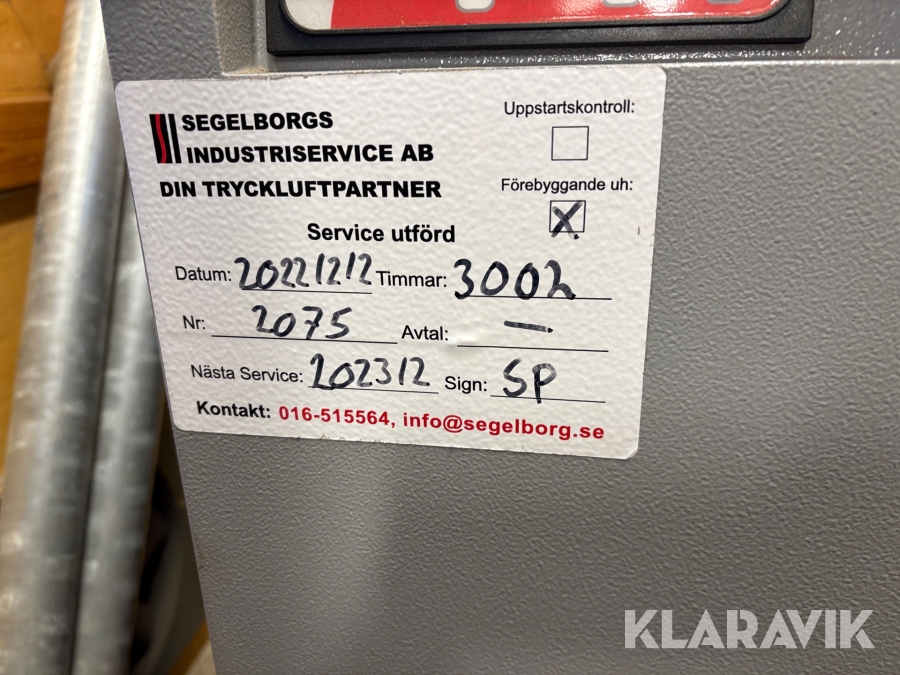 SEGELBORGS
INDUSTRISERVICE AB
DIN TRYCKLUFTPARTNER
Uppstartskontroll:
Förebyggande uh:
X
Service utförd
Datum: 20221212 Timmar: 3002
Nr: 2075 Avtal: —
Nästa Service: 202312 Sign: SP
Kontakt: 016-515564, info@segelborg.se
KLARAVIK